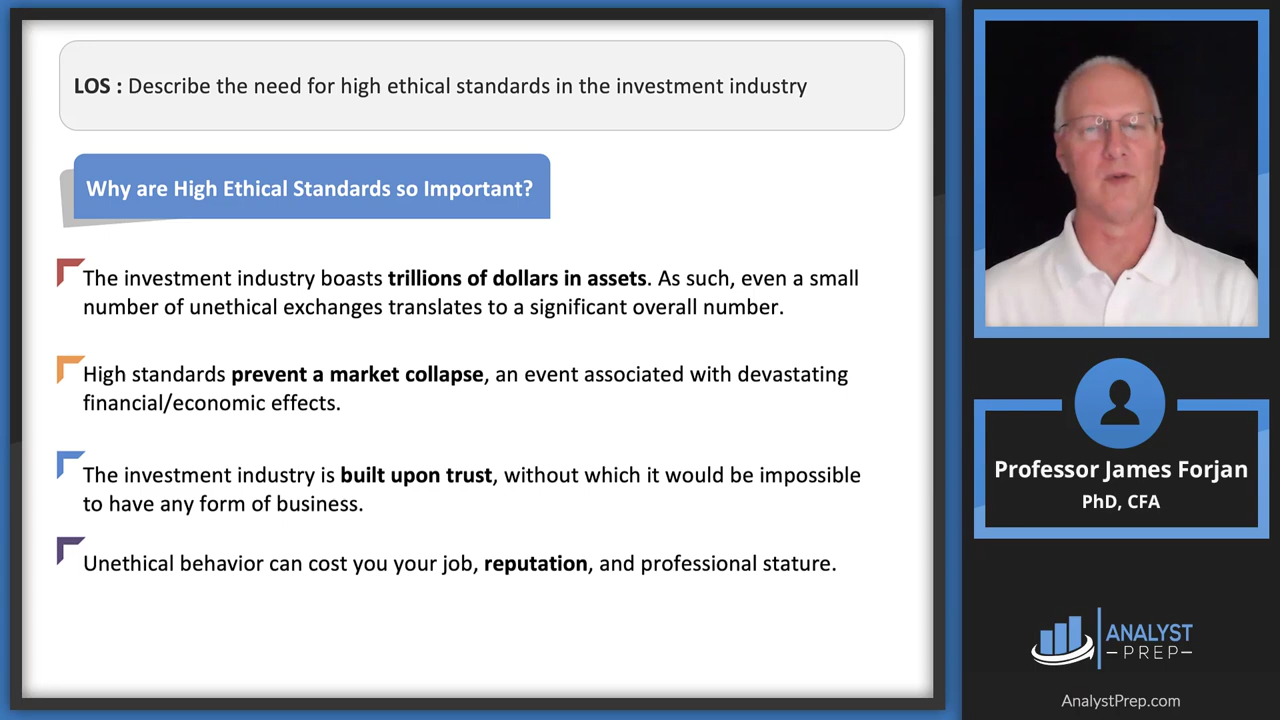 LOS : Describe the need for high ethical standards in the investment industry
Why are High Ethical Standards so Important?
The investment industry boasts trillions of dollars in assets. As such, even a small
number of unethical exchanges translates to a significant overall number.
High standards prevent a market collapse, an event associated with devastating
financial/economic effects.
The investment industry is built upon trust, without which it would be impossible
to have any form of business.
Unethical behavior can cost you your job, reputation, and professional stature.
Professor James Forjan
PhD, CFA
ANALYST
PREP
AnalystPrep.com